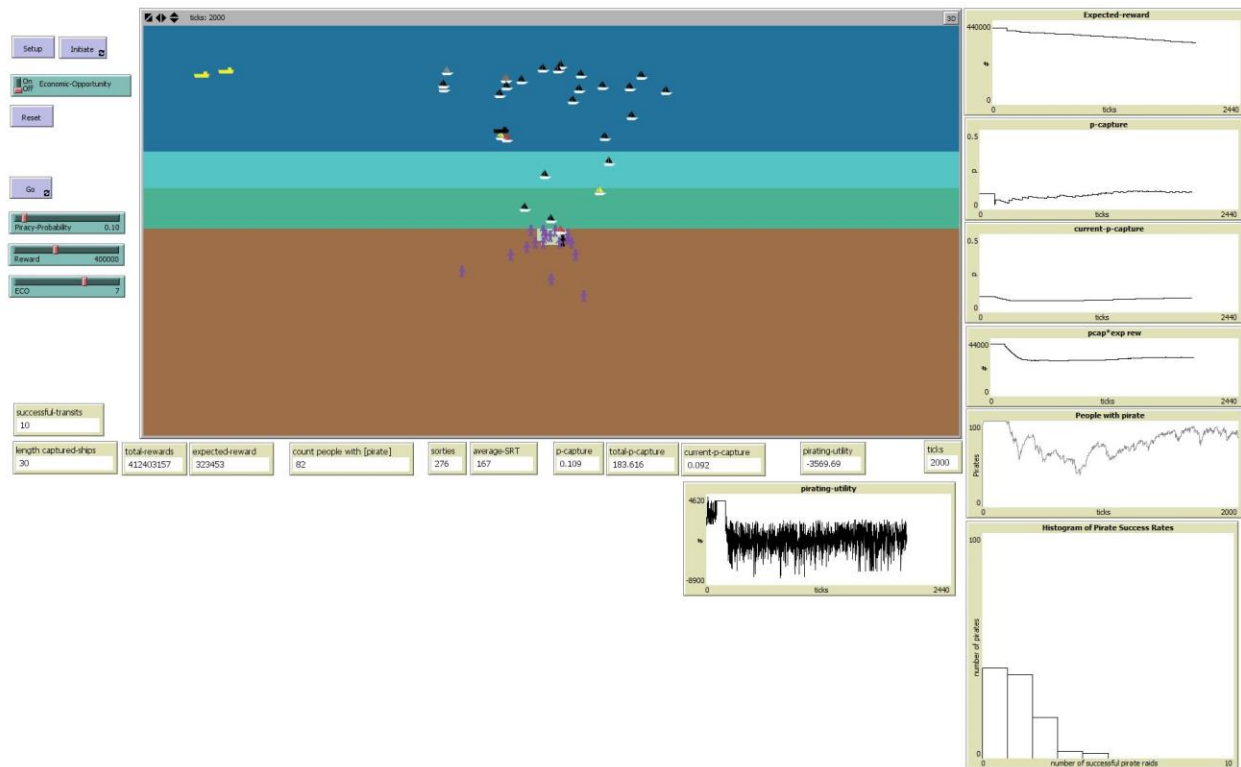 ticks: 2000
3D
Setup
Initiate
On
Off
Economic-Opportunity
Reset
Go
Piracy-Probability 0.10
Reward 400000
ECO 7
successful-transits
10
length captured-ships
30
total-rewards
412403157
expected-reward
323453
count people with [pirate]
82
sorties
276
average-SRT
167
p-capture
0.109
total-p-capture
183.616
current-p-capture
0.092
pirating-utility
-3569.69
ticks
2000
pirating-utility
4620
#
-8900
0 ticks 2440
Expected-reward
440000
#
0
0 ticks 2440
p-capture
0.5
p
0
0 ticks 2440
current-p-capture
0.5
p
0
0 ticks 2440
pcap*exp rew
44000
#
0
0 ticks 2440
People with pirate
100
Pirates
0
0 ticks 2000
Histogram of Pirate Success Rates
100
number of pirates
0
0 number of successful pirate raids 10